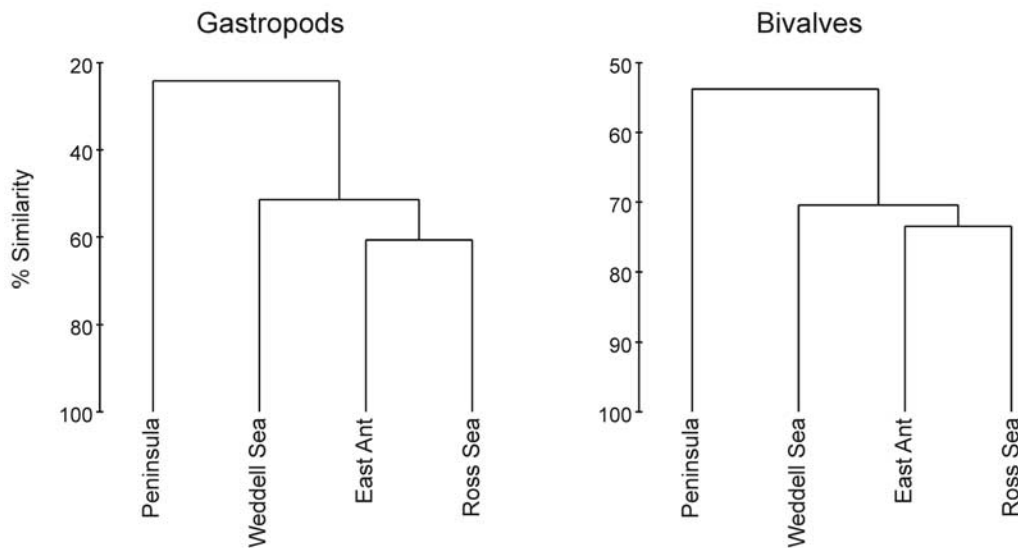 Gastropods
% Similarity
20
40
60
80
100
Peninsula
Weddell Sea
East Ant
Ross Sea
Bivalves
50
60
70
80
90
100
Peninsula
Weddell Sea
East Ant
Ross Sea